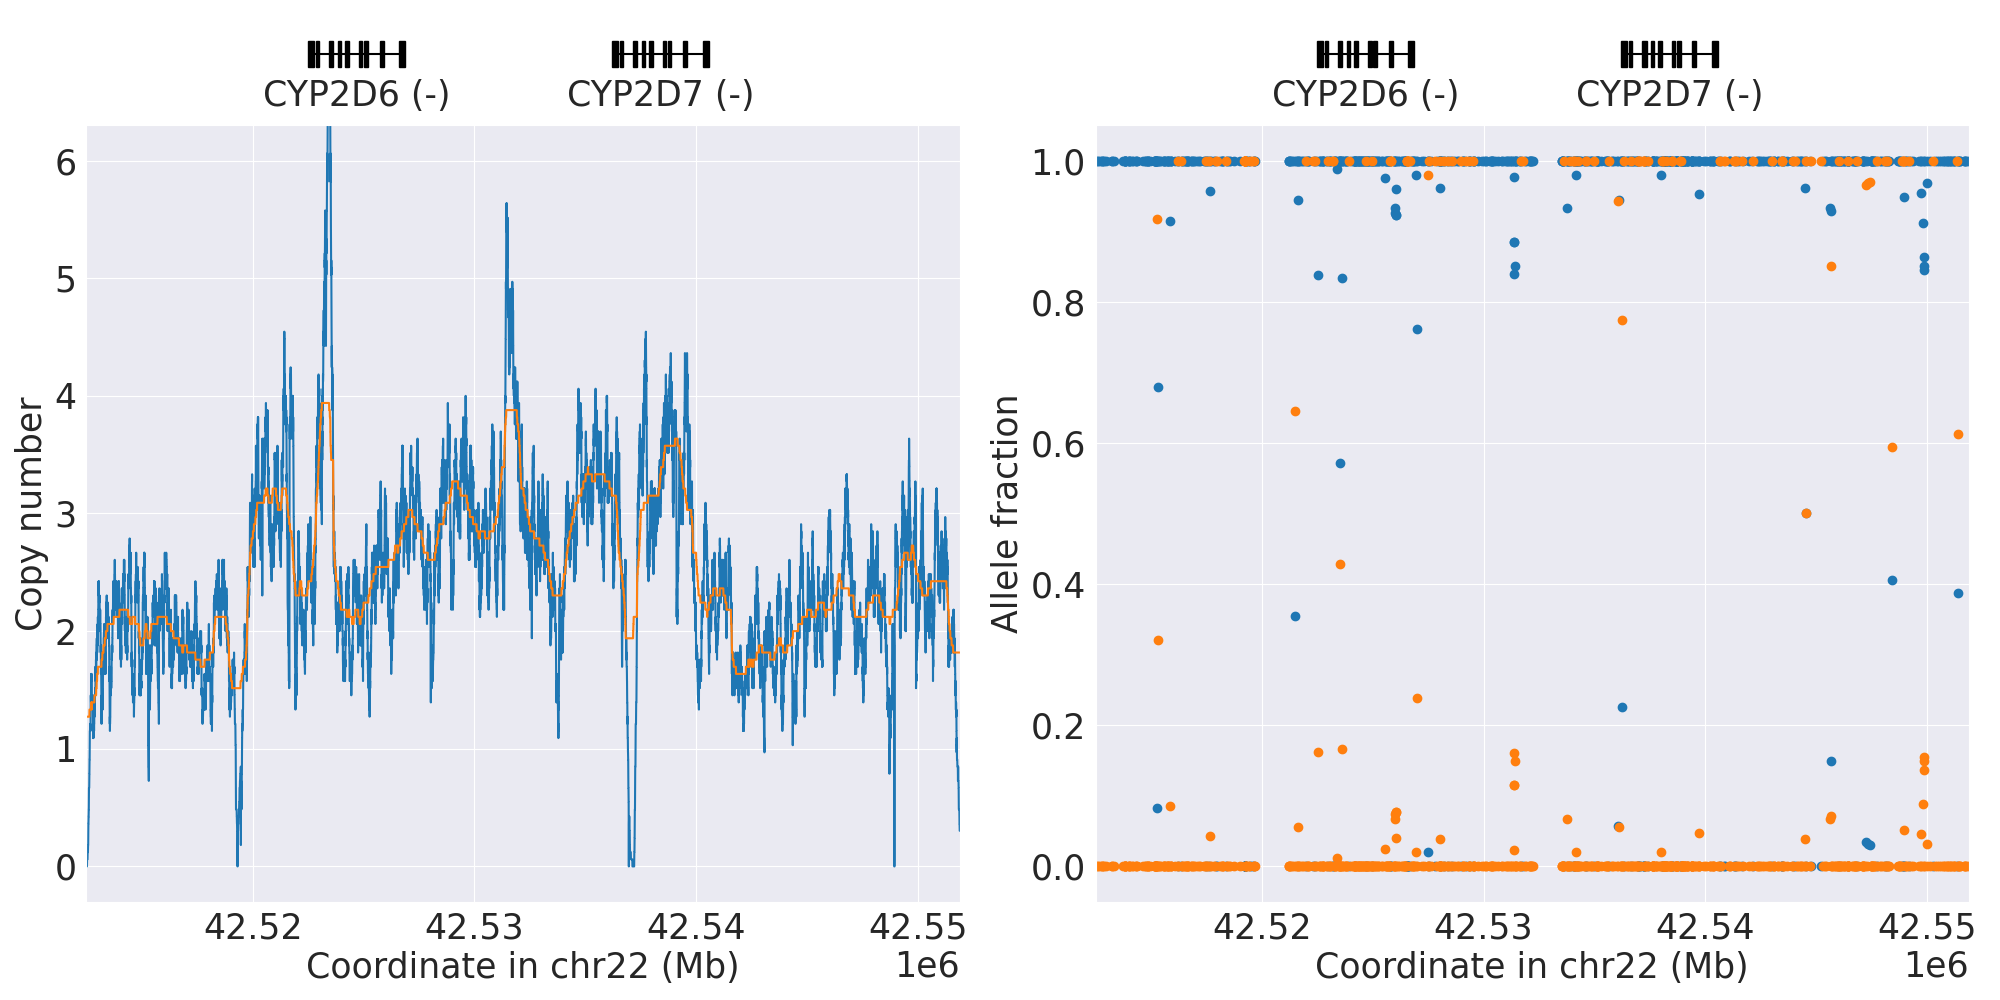 CYP2D6 (-)
CYP2D7 (-)
Copy number
6
5
4
3
2
1
0
42.52
42.53
42.54
42.55
Coordinate in chr22 (Mb)
1e6
CYP2D6 (-)
CYP2D7 (-)
Allele fraction
1.0
0.8
0.6
0.4
0.2
0.0
42.52
42.53
42.54
42.55
Coordinate in chr22 (Mb)
1e6